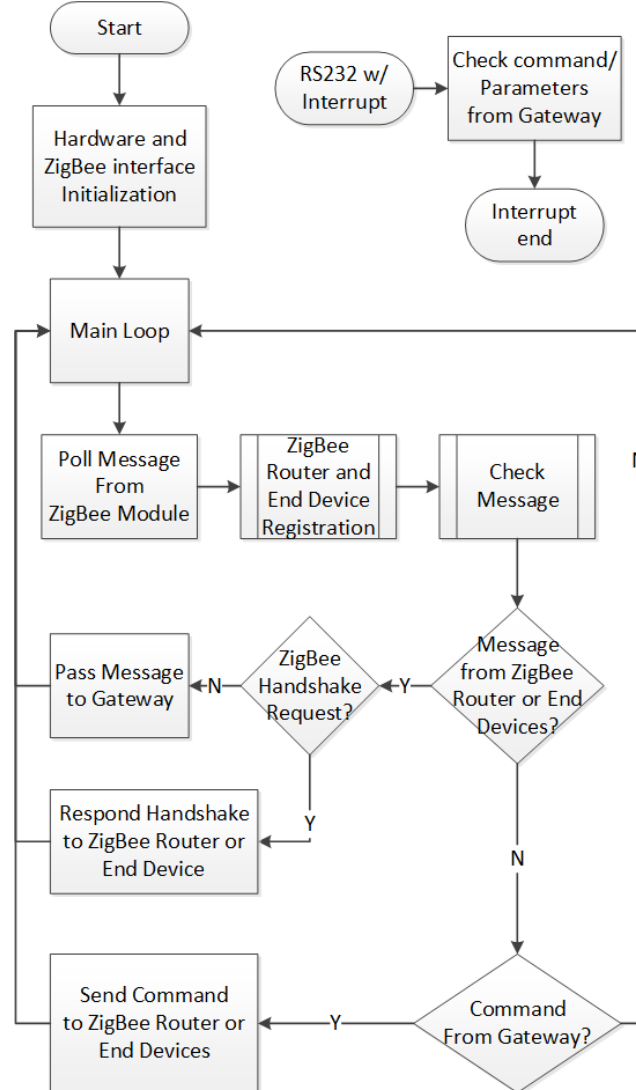 Start
RS232 w/
Interrupt
Check command/
Parameters
from Gateway
Hardware and
ZigBee interface
Initialization
Interrupt
end
Main Loop
Poll Message
From
ZigBee Module
ZigBee
Router and
End Device
Registration
Check
Message
N
Message
from ZigBee
Router or End
Devices?
Y
ZigBee
Handshake
Request?
N
Pass Message
to Gateway
Y
Respond Handshake
to ZigBee Router or
End Device
N
Command
From Gateway?
Y
Send Command
to ZigBee Router or
End Devices